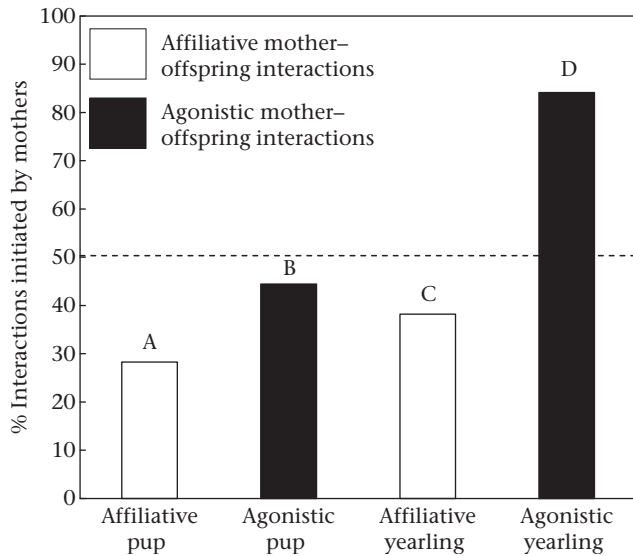 % Interactions initiated by mothers
100
90
80
70
60
50
40
30
20
10
0
Affiliative mother–
offspring interactions
Agonistic mother–
offspring interactions
A
B
C
D
Affiliative
pup
Agonistic
pup
Affiliative
yearling
Agonistic
yearling